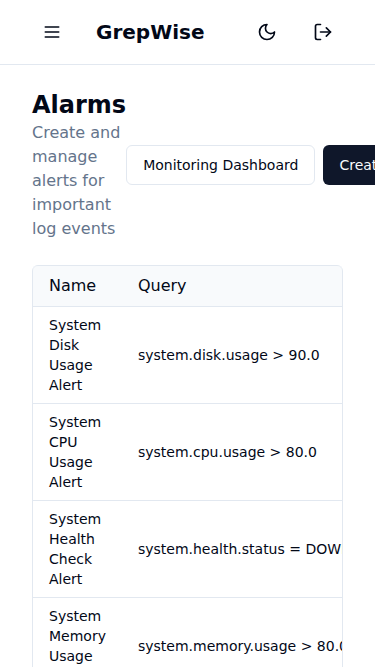 GrepWise
Alarms
Create and
manage
alerts for
important
log events
Monitoring Dashboard
Name Query
System
Disk
Usage
Alert
system.disk.usage > 90.0
System
CPU
Usage
Alert
system.cpu.usage > 80.0
System
Health
Check
Alert
system.health.status = DOW
System
Memory
Usage
system.memory.usage > 80.0